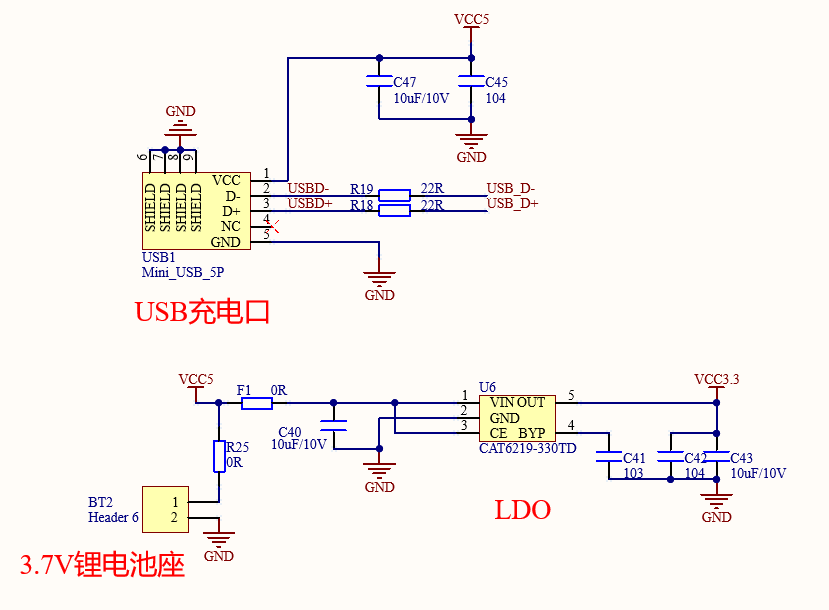 VCC5
C47
C45
10uF/10V
104
GND
GND
6
7
8
9
SHIELD
SHIELD
SHIELD
SHIELD
VCC
D-
D+
NC
GND
1
2
3
4
5
USBD-
USBD+
R19
R18
22R
22R
USB_D-
USB_D+
USB1
Mini_USB_5P
GND
USB充电口
VCC5
F1
0R
R25
0R
C40
10uF/10V
GND
BT2
Header 6
1
2
GND
3.7V锂电池座
U6
1
2
3
VIN OUT
GND
CE BYP
5
4
CAT6219-330TD
VCC3.3
C41
103
C42
104
C43
10uF/10V
GND
LDO